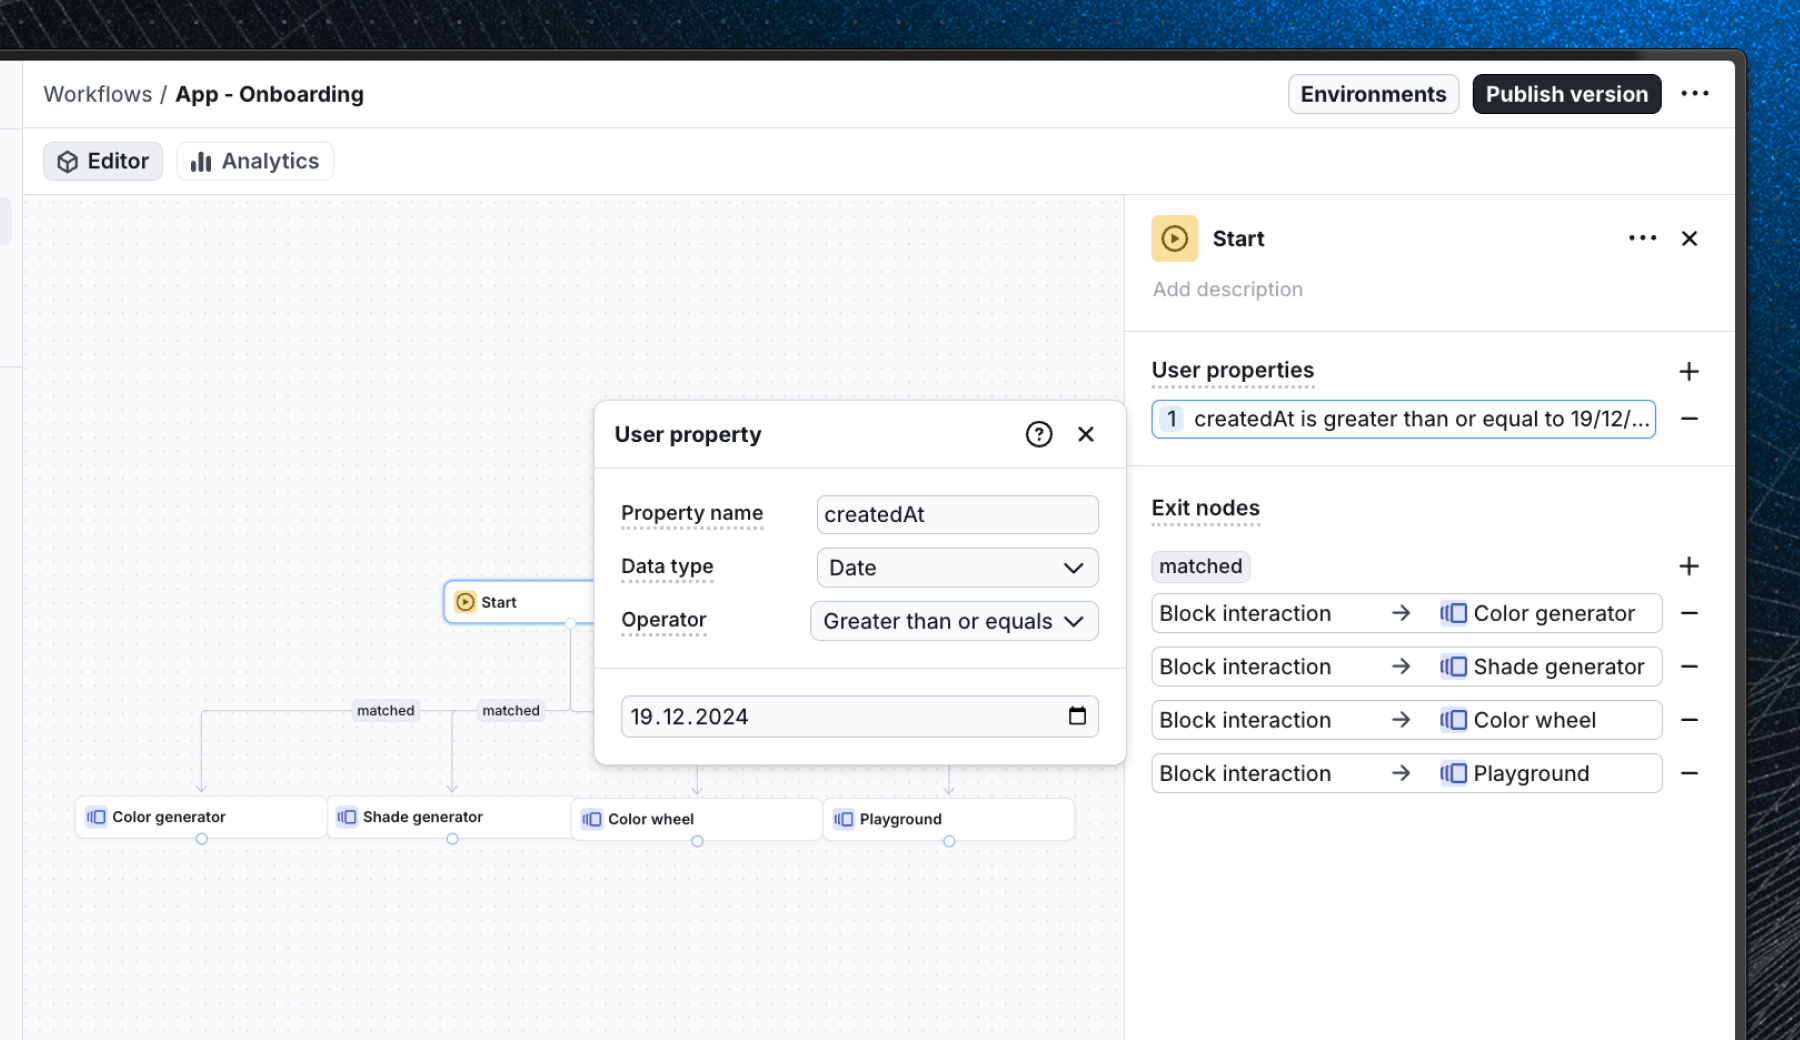 Workflows / App - Onboarding
Environments
Publish version
Editor
Analytics
Start
Add description
User properties
1 createdAt is greater than or equal to 19/12/...
Exit nodes
matched
Block interaction → Color generator
Block interaction → Shade generator
Block interaction → Color wheel
Block interaction → Playground
User property
Property name createdAt
Data type Date
Operator Greater than or equals
19.12.2024
Start
matched matched
Color generator
Shade generator
Color wheel
Playground